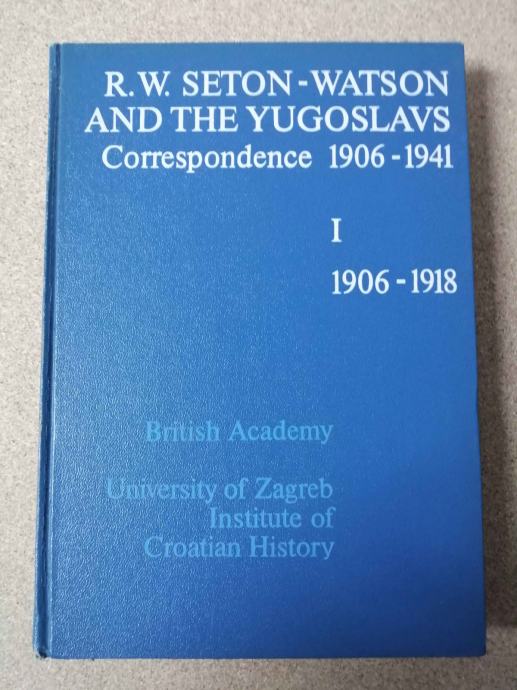 R.W. SETON-WATSON
AND THE YUGOSLAVS
Correspondence 1906-1941
I
1906-1918
British Academy
University of Zagreb
Institute of
Croatian History